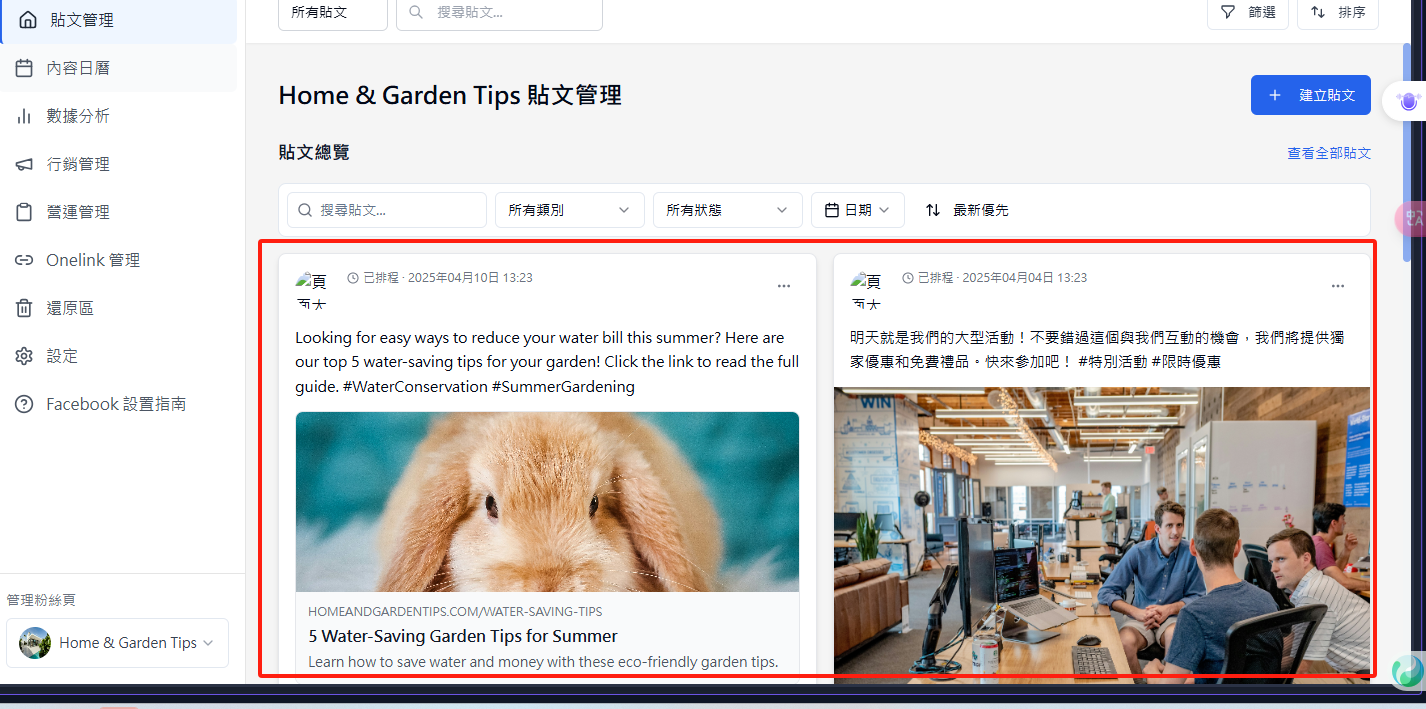 貼文管理
所有貼文
搜尋貼文...
篩選
排序
內容日曆
數據分析
行銷管理
營運管理
Onelink 管理
還原區
設定
Facebook 設置指南
管理粉絲頁
Home & Garden Tips
Home & Garden Tips 貼文管理
建立貼文
貼文總覽
查看全部貼文
搜尋貼文...
所有類別
所有狀態
日期
最新優先
頁
已排程 · 2025年04月10日 13:23
Looking for easy ways to reduce your water bill this summer? Here are
our top 5 water-saving tips for your garden! Click the link to read the full
guide. #WaterConservation #SummerGardening
HOMEANDGARDENTIPS.COM/WATER-SAVING-TIPS
5 Water-Saving Garden Tips for Summer
Learn how to save water and money with these eco-friendly garden tips.
頁
已排程 · 2025年04月04日 13:23
明天就是我們的大型活動！不要錯過這個與我們互動的機會，我們將提供獨
家優惠和免費禮品。快來參加吧！ #特別活動 #限時優惠
WIN